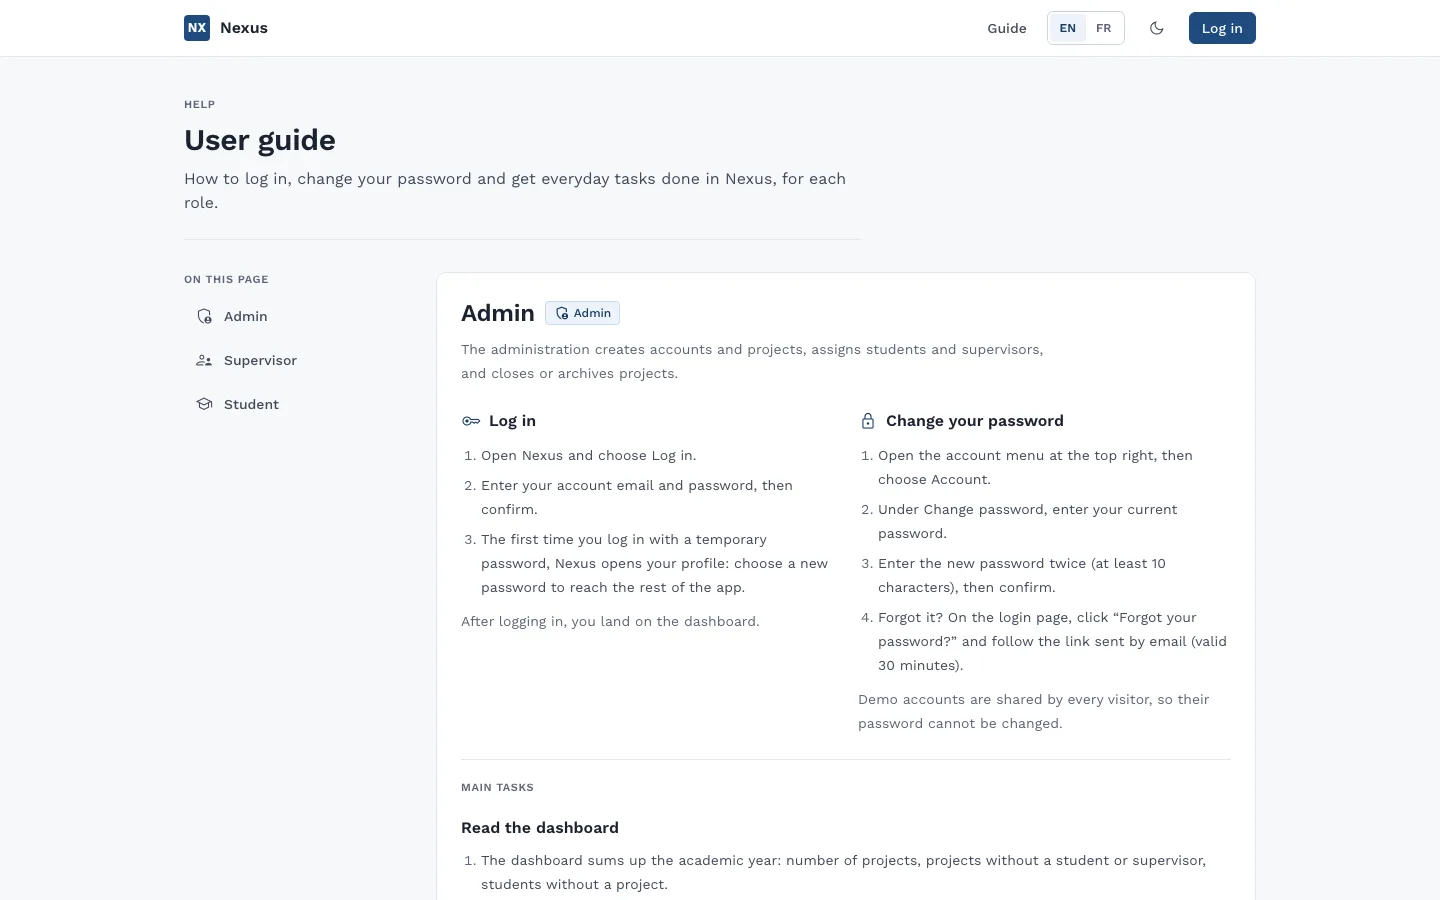 NX Nexus
Guide
EN FR
Log in
HELP
User guide
How to log in, change your password and get everyday tasks done in Nexus, for each
role.
ON THIS PAGE
Admin
Supervisor
Student
Admin
Admin
The administration creates accounts and projects, assigns students and supervisors,
and closes or archives projects.
Log in
1. Open Nexus and choose Log in.
2. Enter your account email and password, then
confirm.
3. The first time you log in with a temporary
password, Nexus opens your profile: choose a new
password to reach the rest of the app.
After logging in, you land on the dashboard.
Change your password
1. Open the account menu at the top right, then
choose Account.
2. Under Change password, enter your current
password.
3. Enter the new password twice (at least 10
characters), then confirm.
4. Forgot it? On the login page, click “Forgot your
password?” and follow the link sent by email (valid
30 minutes).
Demo accounts are shared by every visitor, so their
password cannot be changed.
MAIN TASKS
Read the dashboard
1. The dashboard sums up the academic year: number of projects, projects without a student or supervisor,
students without a project.